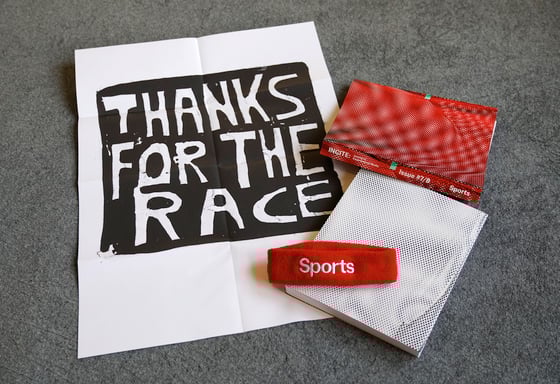 THANKS
FOR THE
RACE
INCITE:
Issue #7/8
Sports
Sports